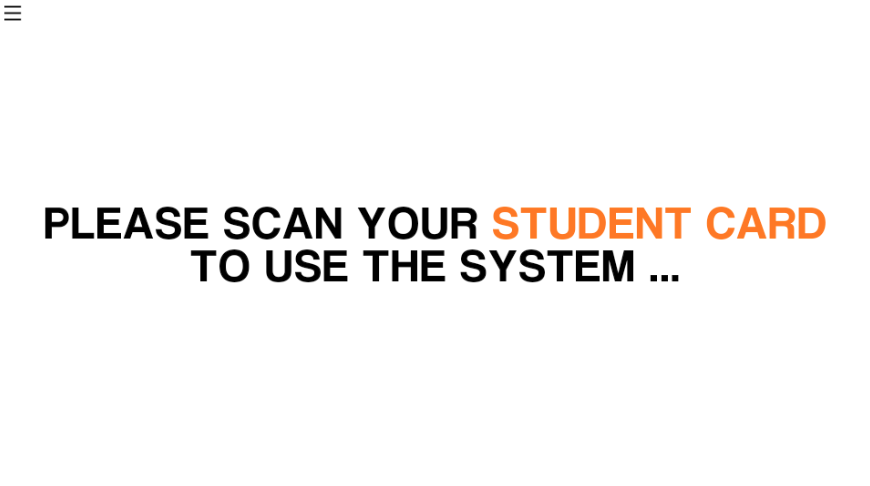 PLEASE SCAN YOUR STUDENT CARD
TO USE THE SYSTEM ...